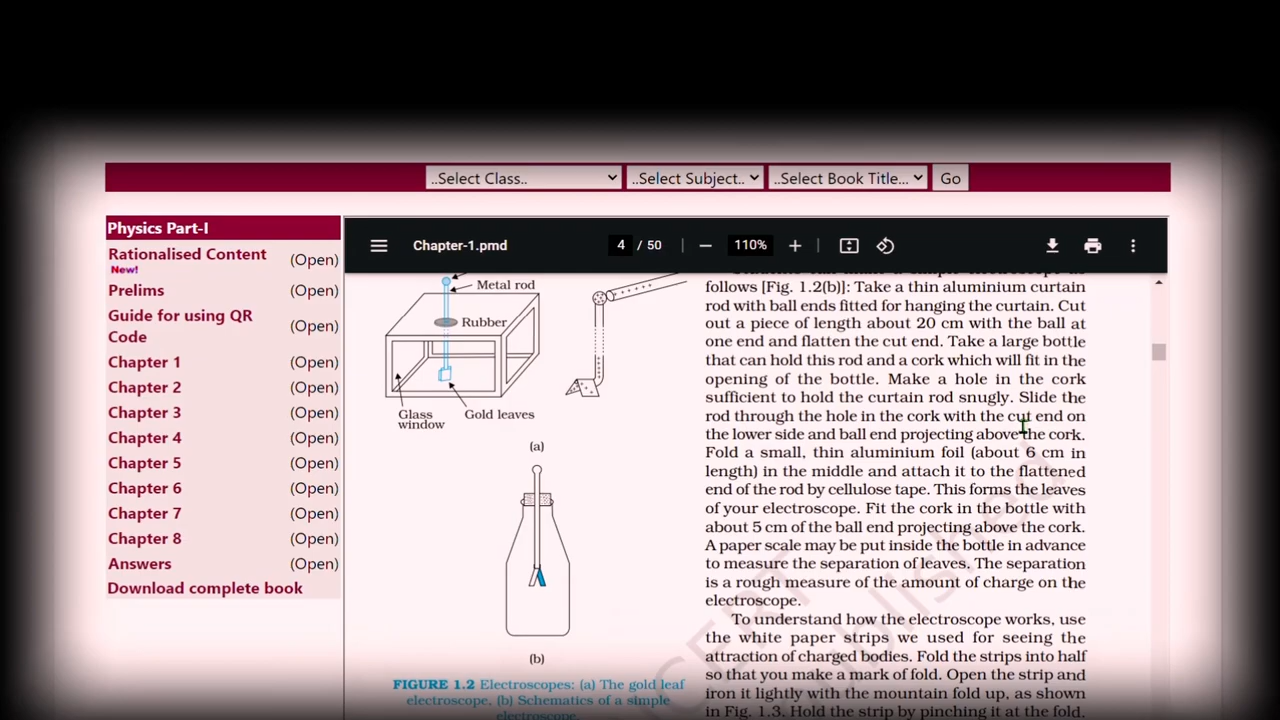 ..Select Class..
..Select Subject..
..Select Book Title...
Go
Physics Part-I
Rationalised Content
New!
(Open)
Prelims
(Open)
Guide for using QR
Code
(Open)
Chapter 1
(Open)
Chapter 2
(Open)
Chapter 3
(Open)
Chapter 4
(Open)
Chapter 5
(Open)
Chapter 6
(Open)
Chapter 7
(Open)
Chapter 8
(Open)
Answers
(Open)
Download complete book
Chapter-1.pmd
4 / 50
110%
Metal rod
Rubber
Glass
window
Gold leaves
(a)
(b)
FIGURE 1.2 Electroscopes: (a) The gold leaf
electroscope, (b) Schematics of a simple
electroscope.
follows [Fig. 1.2(b)]: Take a thin aluminium curtain
rod with ball ends fitted for hanging the curtain. Cut
out a piece of length about 20 cm with the ball at
one end and flatten the cut end. Take a large bottle
that can hold this rod and a cork which will fit in the
opening of the bottle. Make a hole in the cork
sufficient to hold the curtain rod snugly. Slide the
rod through the hole in the cork with the cut end on
the lower side and ball end projecting above the cork.
Fold a small, thin aluminium foil (about 6 cm in
length) in the middle and attach it to the flattened
end of the rod by cellulose tape. This forms the leaves
of your electroscope. Fit the cork in the bottle with
about 5 cm of the ball end projecting above the cork.
A paper scale may be put inside the bottle in advance
to measure the separation of leaves. The separation
is a rough measure of the amount of charge on the
electroscope.
To understand how the electroscope works, use
the white paper strips we used for seeing the
attraction of charged bodies. Fold the strips into half
so that you make a mark of fold. Open the strip and
iron it lightly with the mountain fold up, as shown
in Fig. 1.3. Hold the strip by pinching it at the fold.